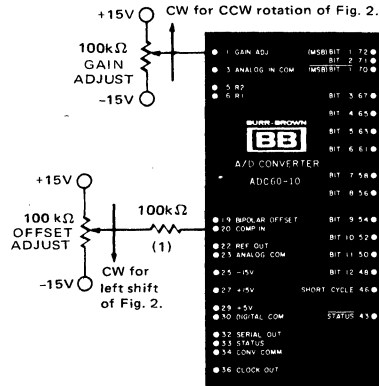 +15V
CW for CCW rotation of Fig. 2.
100kΩ
GAIN
ADJUST
-15V
1 GAIN ADJ
3 ANALOG IN COM
5 R2
6 R1
(MSB) BIT 1 72
BIT 2 71
(MSB) BIT 1 70
BIT 3 67
BIT 4 65
BIT 5 63
BIT 6 61
BURR-BROWN
BB
A/D CONVERTER
ADC60-10
BIT 7 58
BIT 8 56
+15V
100 kΩ
OFFSET
ADJUST
-15V
100kΩ
(1)
CW for
left shift
of Fig. 2.
19 BIPOLAR OFFSET
20 COMP IN
22 REF OUT
23 ANALOG COM
25 -15V
27 +15V
29 +5V
30 DIGITAL COM
32 SERIAL OUT
33 STATUS
34 CONV COMM
36 CLOCK OUT
BIT 9 54
BIT 10 52
BIT 11 50
BIT 12 48
SHORT CYCLE 46
STATUS 43